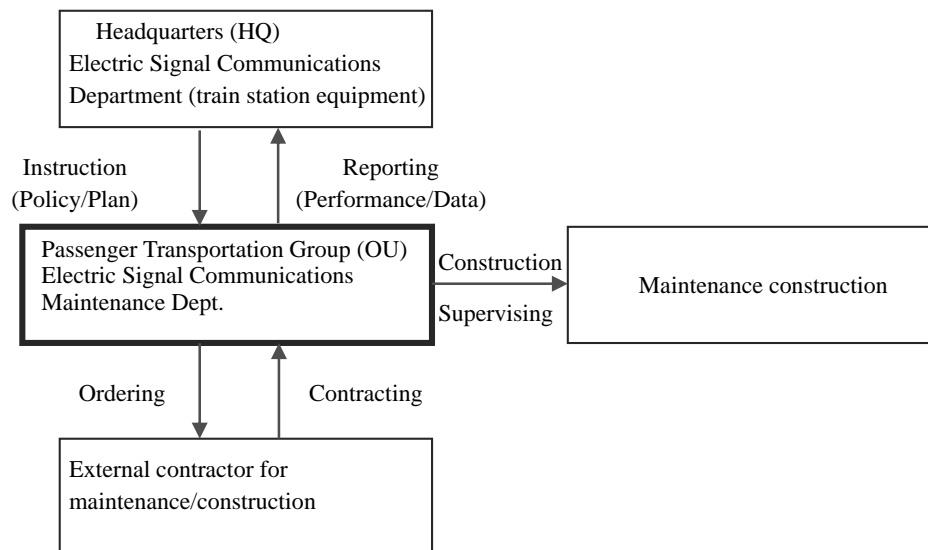 Headquarters (HQ)
Electric Signal Communications
Department (train station equipment)
Instruction
(Policy/Plan)
Reporting
(Performance/Data)
Passenger Transportation Group (OU)
Electric Signal Communications
Maintenance Dept.
Construction
Supervising
Maintenance construction
Ordering
Contracting
External contractor for
maintenance/construction